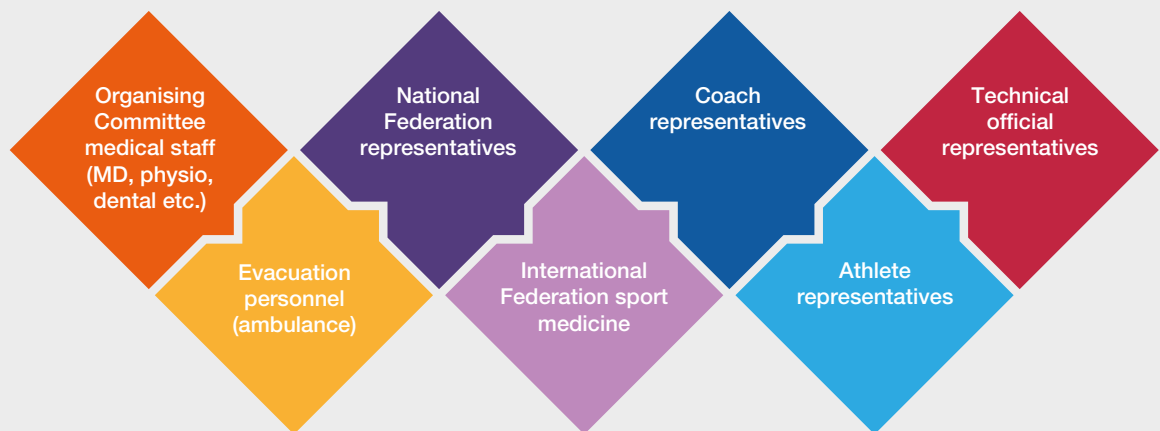 Organising
Committee
medical staff
(MD, physio,
dental etc.)
Evacuation
personnel
(ambulance)
National
Federation
representatives
International
Federation sport
medicine
Coach
representatives
Athlete
representatives
Technical
official
representatives